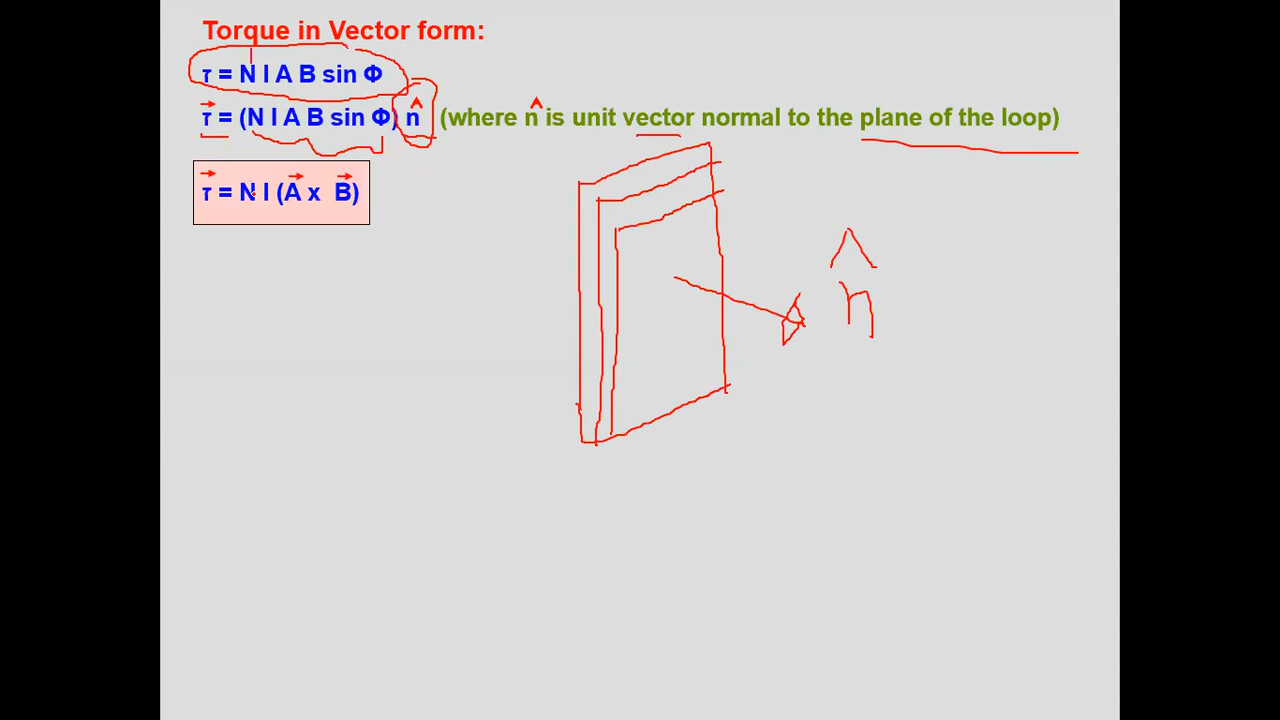 Torque in Vector form:
τ = N I A B sin Φ
τ⃗ = (N I A B sin Φ) n̂ (where n̂ is unit vector normal to the plane of the loop)
τ⃗ = N I (A⃗ x B⃗)
n̂